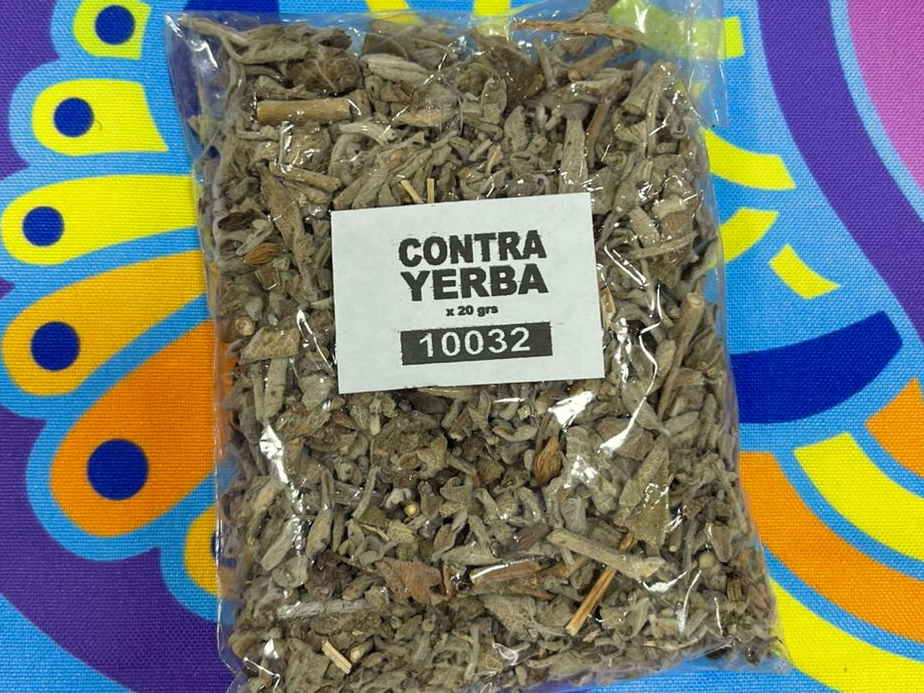 CONTRA
YERBA
x 20 grs
10032